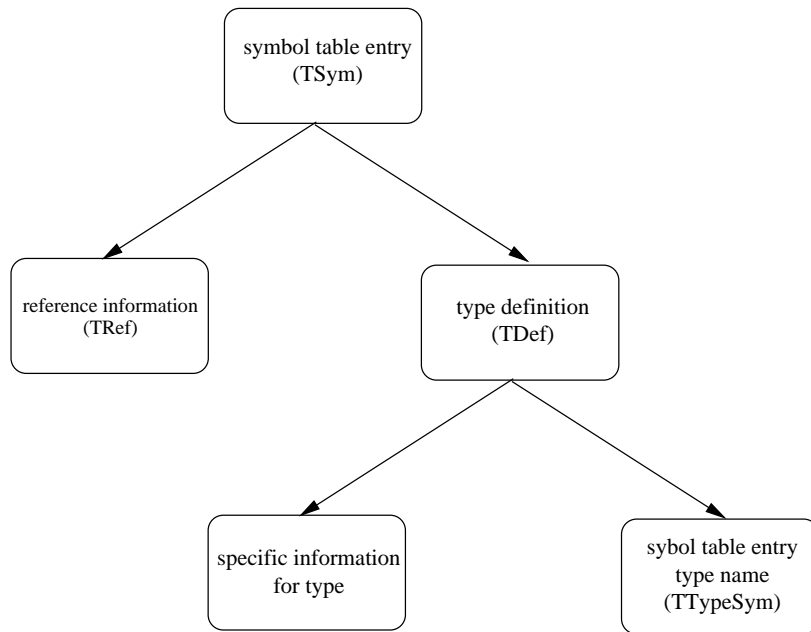 symbol table entry
(TSym)
reference information
(TRef)
type definition
(TDef)
specific information
for type
sybol table entry
type name
(TTypeSym)